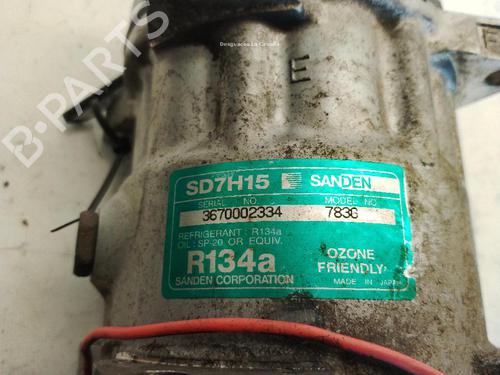 Desguaces La Coruña
E
SD7H15 SANDEN
SERIAL NO MODEL NO
3670002334 783G
REFRIGERANT : R134a
OIL : SP-20 OR EQUIV.
R134a OZONE FRIENDLY
SANDEN CORPORATION MADE IN JAPAN
B-PARTS